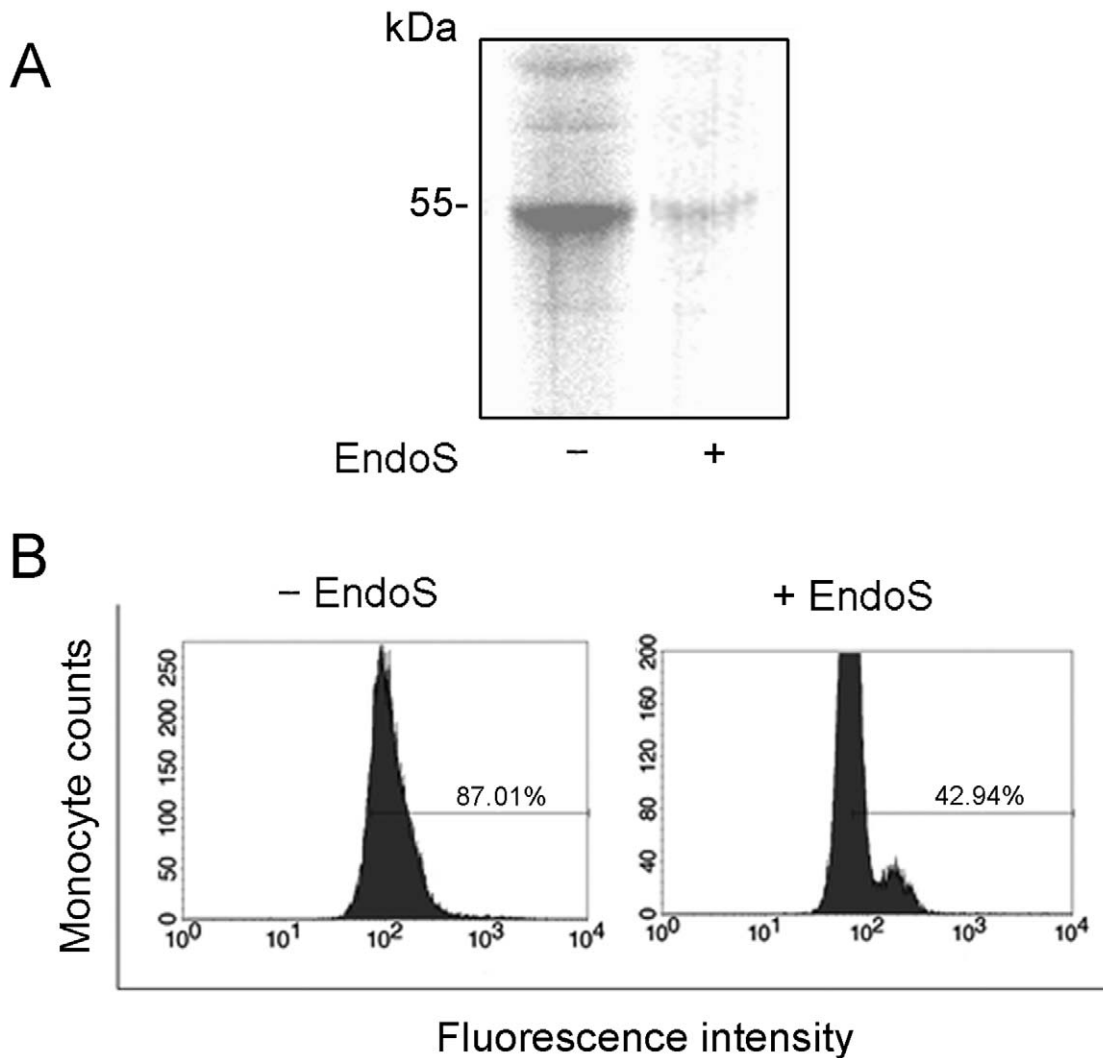 A
kDa
55-
EndoS – +
B
– EndoS
+ EndoS
Monocyte counts
250
200
150
100
50
0
87.01%
10⁰ 10¹ 10² 10³ 10⁴
200
160
120
80
40
0
42.94%
10⁰ 10¹ 10² 10³ 10⁴
Fluorescence intensity